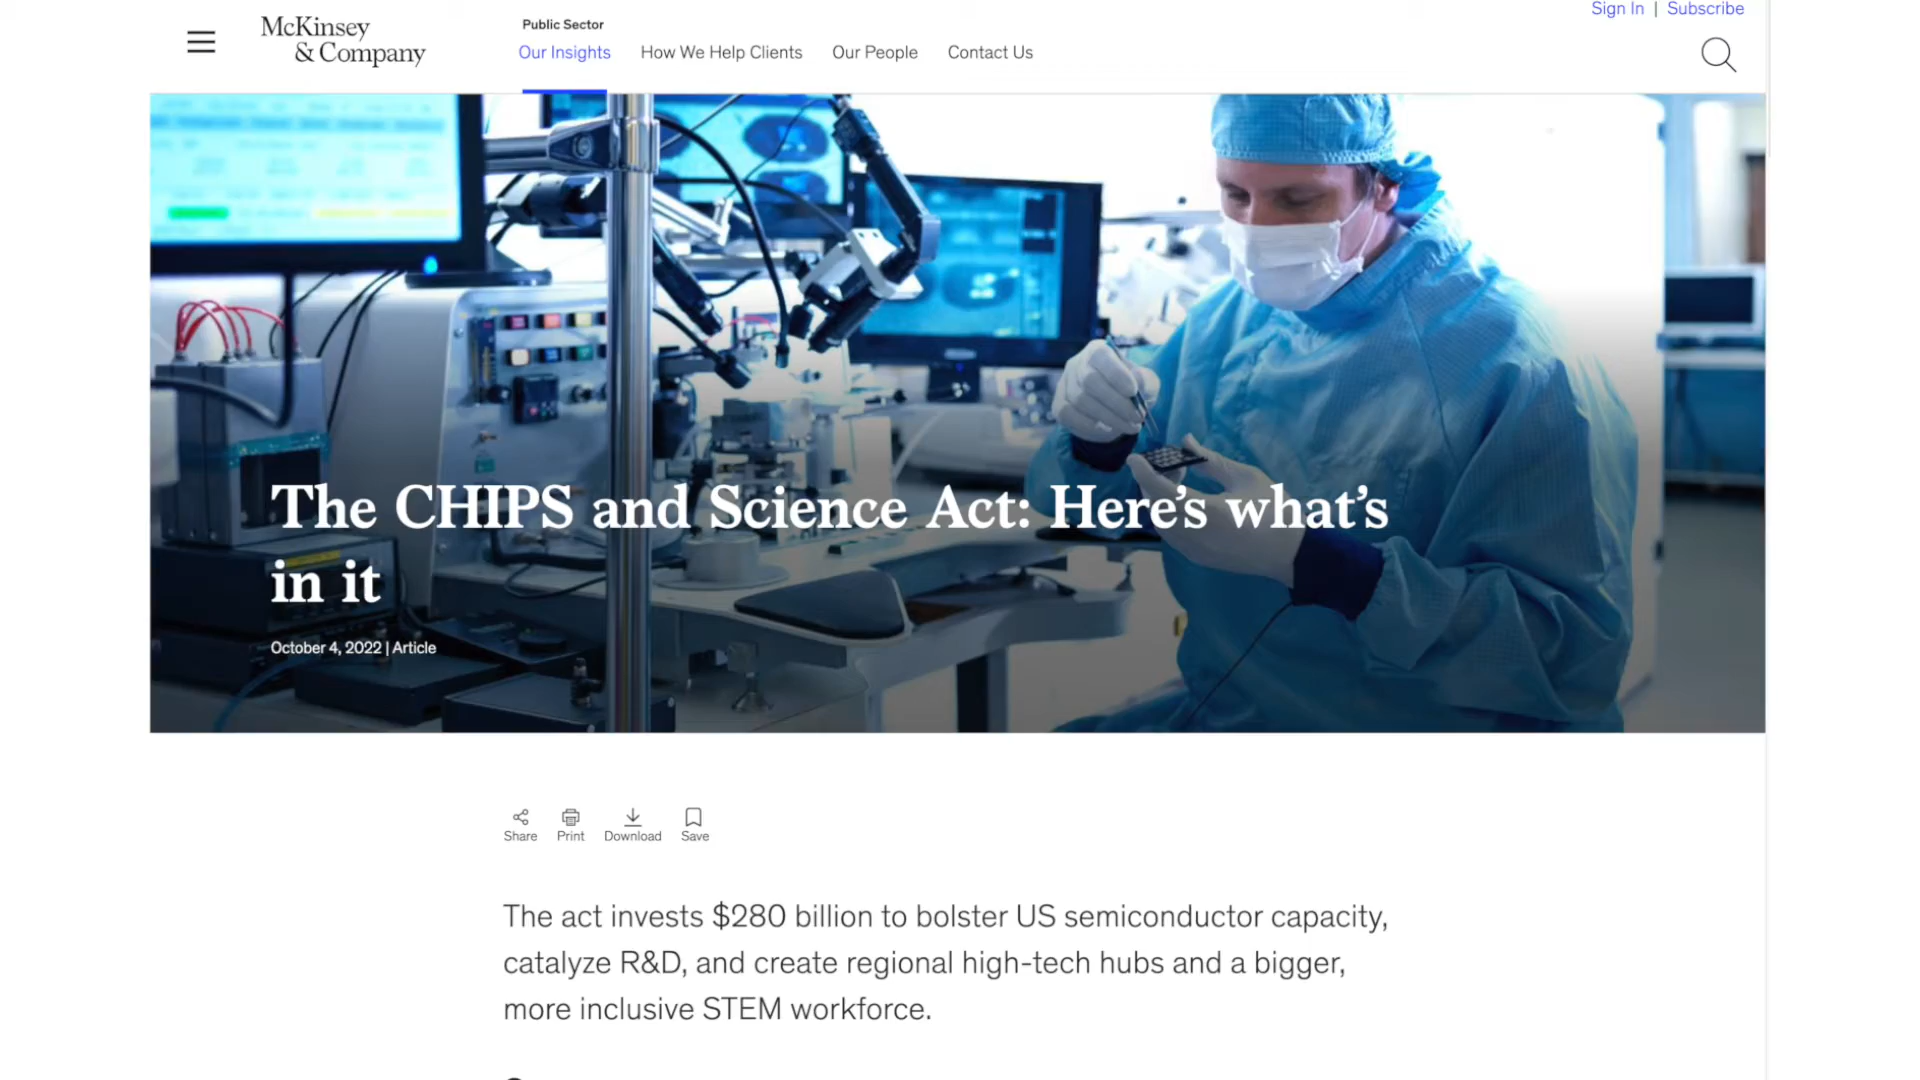 Sign In | Subscribe
McKinsey
& Company
Public Sector
Our Insights
How We Help Clients
Our People
Contact Us
The CHIPS and Science Act: Here’s what’s
in it
October 4, 2022 | Article
Share
Print
Download
Save
The act invests $280 billion to bolster US semiconductor capacity,
catalyze R&D, and create regional high-tech hubs and a bigger,
more inclusive STEM workforce.